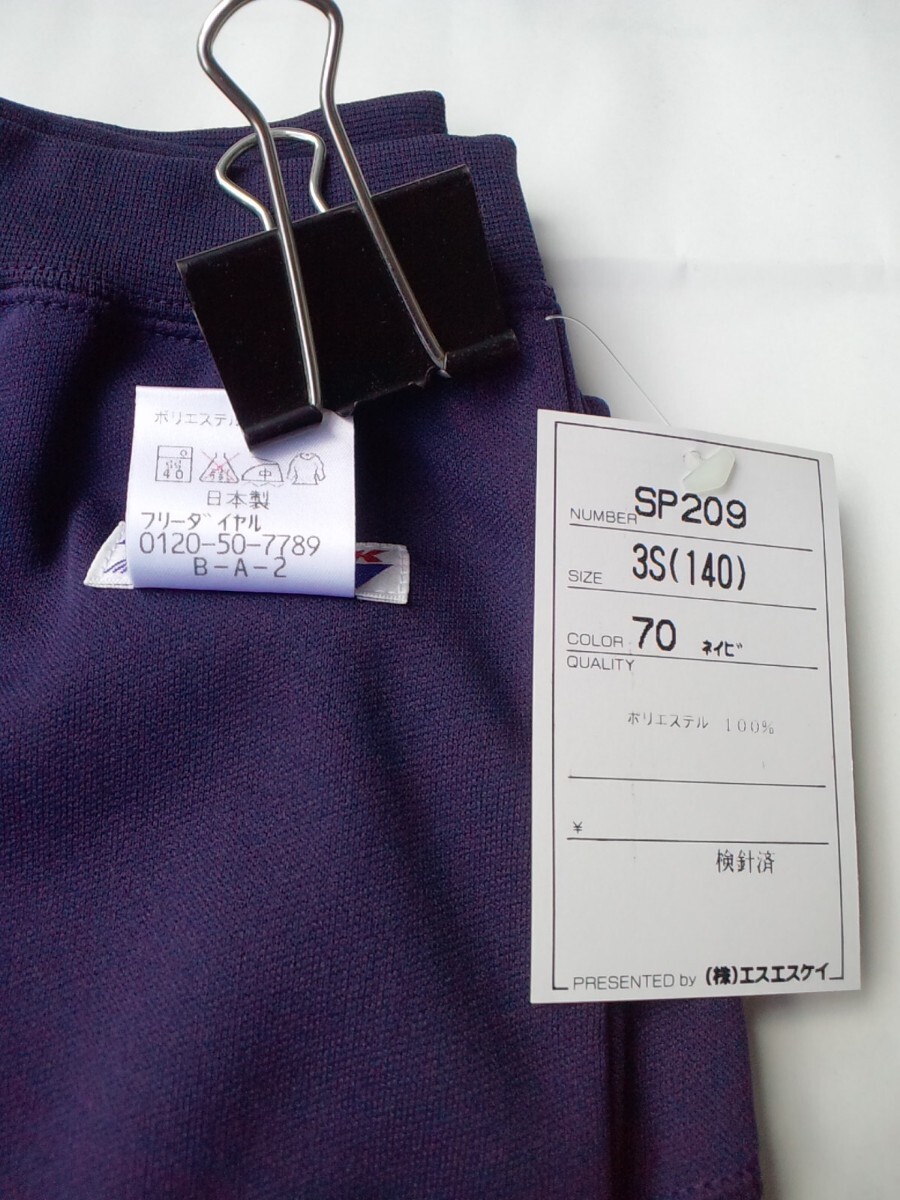 ポリエステル
40
中
日本製
フリーダイヤル
0120-50-7789
B-A-2
K
NUMBER SP209
SIZE 3S(140)
COLOR 70 ネイビ
QUALITY
ポリエステル 100%
¥
検針済
PRESENTED by (株)エスエスケイ